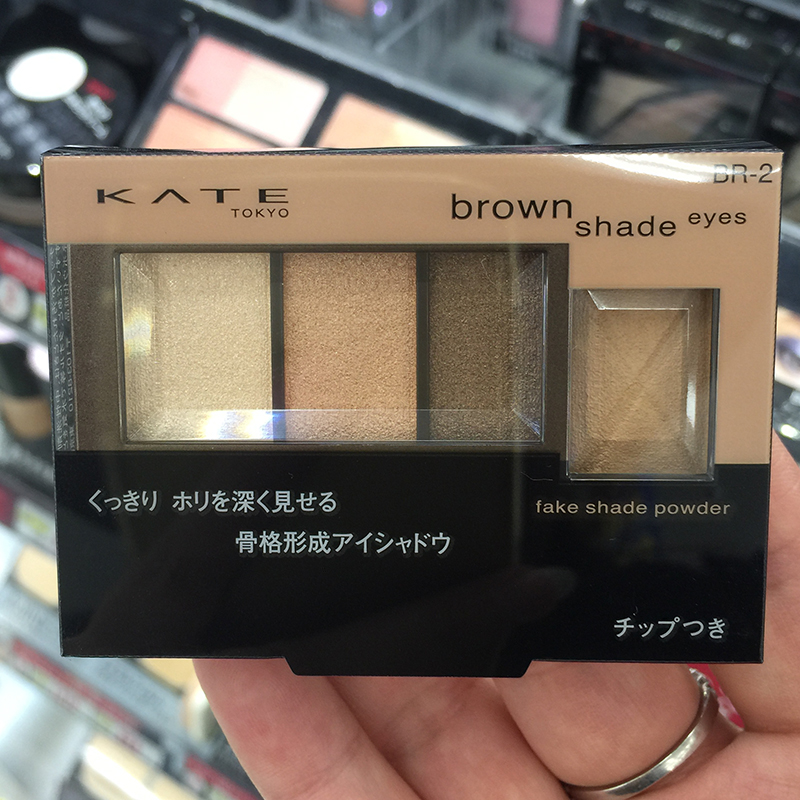 BR-2
KATE
TOKYO
brown shade eyes
くっきり ホリを深く見せる
骨格形成アイシャドウ
fake shade powder
チップつき